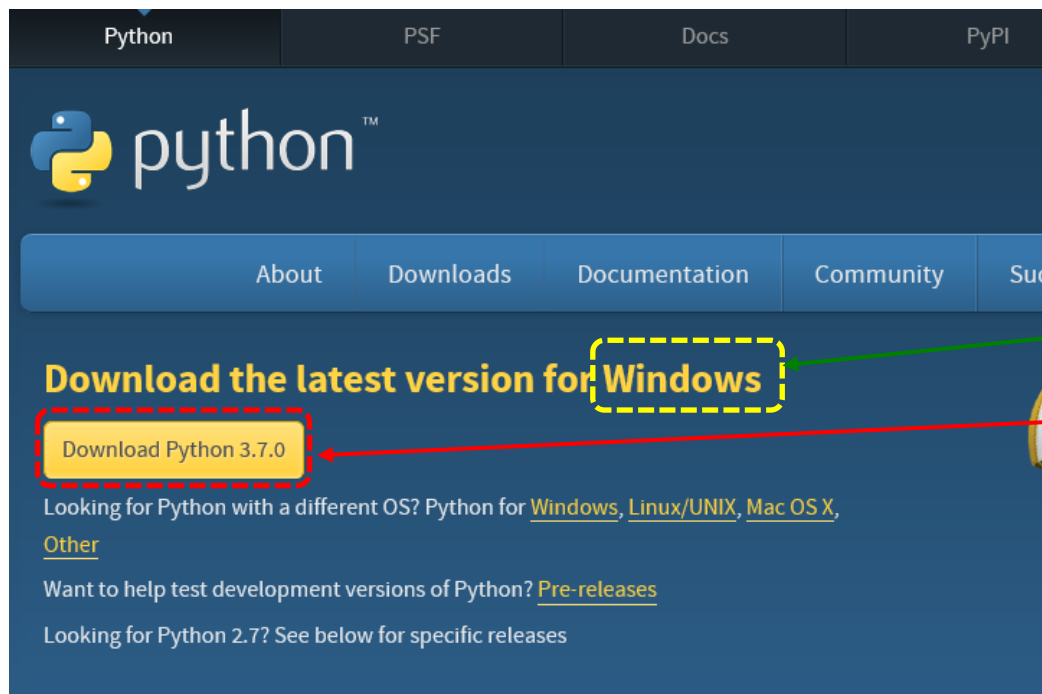 Python PSF Docs PyPI
python™
About Downloads Documentation Community
Download the latest version for Windows
Download Python 3.7.0
Looking for Python with a different OS? Python for Windows, Linux/UNIX, Mac OS X,
Other
Want to help test development versions of Python? Pre-releases
Looking for Python 2.7? See below for specific releases